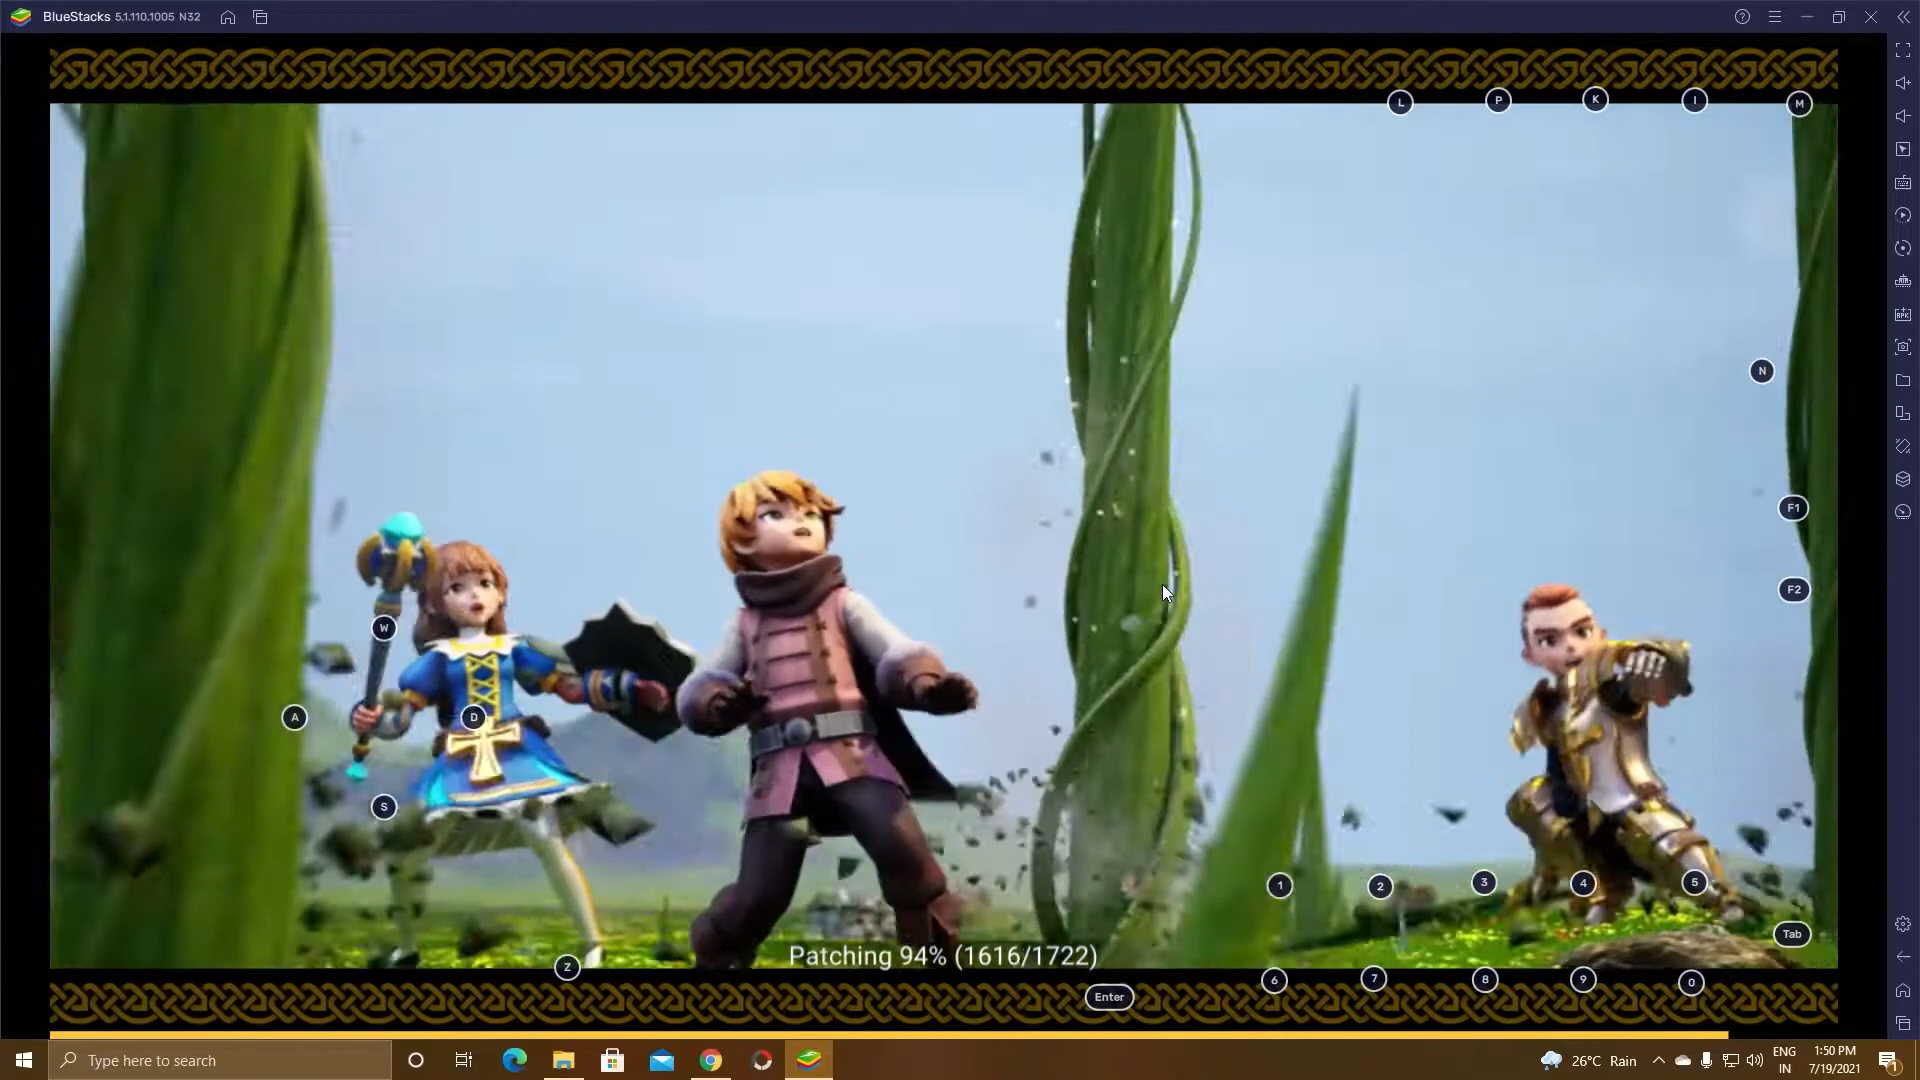 BlueStacks 5.1.110.1005 N32
L P K I M
N
F1
F2
W
A D
S
1 2 3 4 5
Tab
Patching 94% (1616/1722)
Z
6 7 8 9 0
Enter
Type here to search
26°C Rain
ENG
IN
1:50 PM
7/19/2021
1